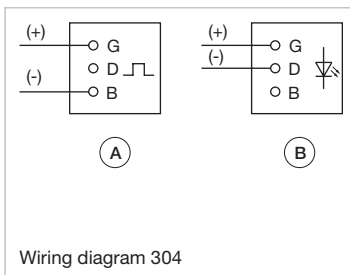 (+) G
D
(-) B
A
(+) G
(-) D
B
B
Wiring diagram 304